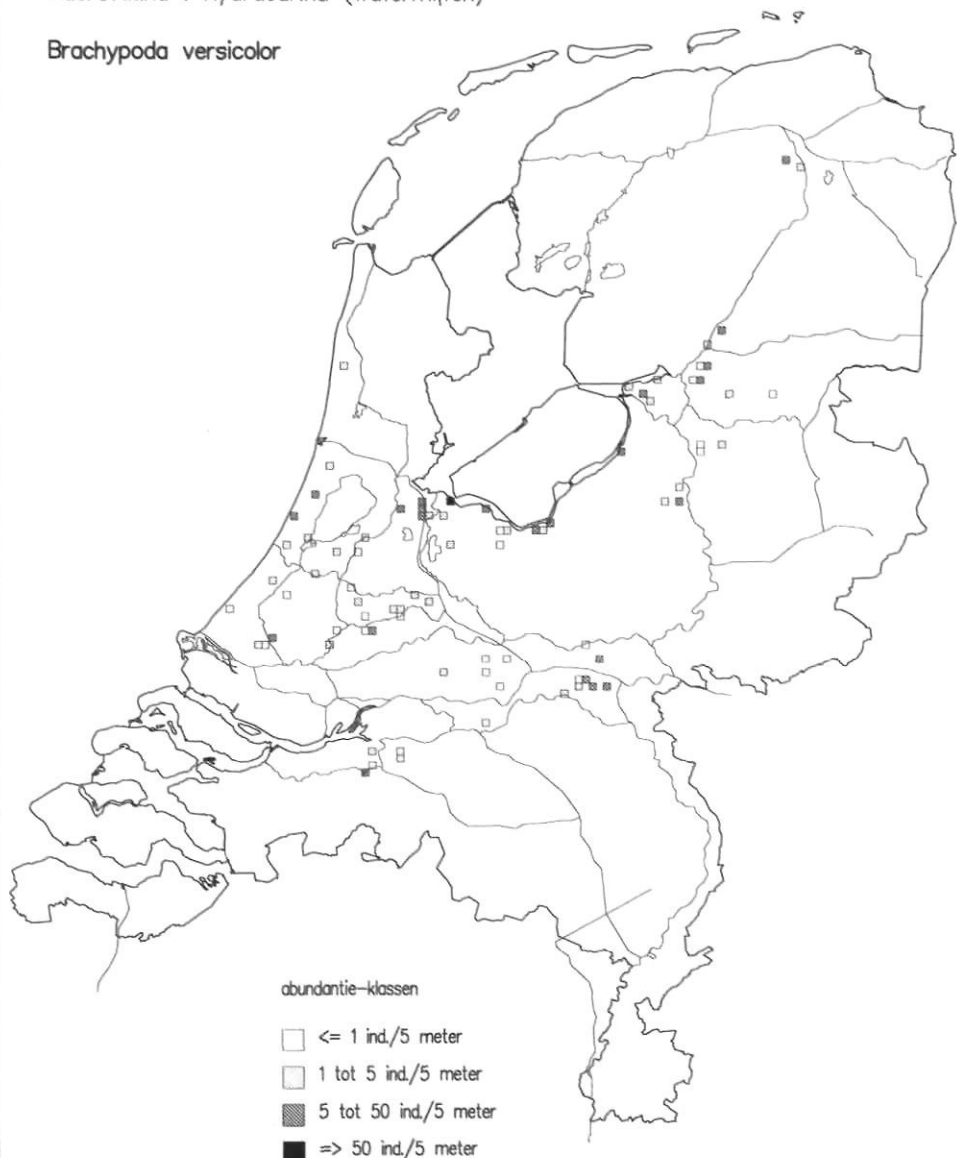 Brachypoda versicolor
abundantie-klassen
<= 1 ind./5 meter
1 tot 5 ind./5 meter
5 tot 50 ind./5 meter
=> 50 ind./5 meter